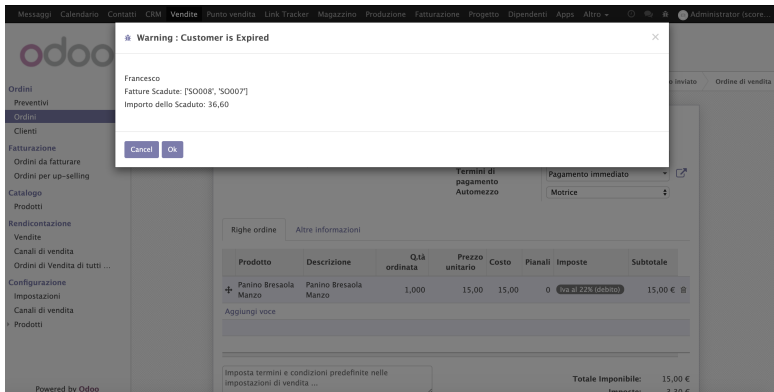 Messaggi Calendario Contatti CRM Vendite Punto vendita Link Tracker Magazzino Produzione Fatturazione Progetto Dipendenti Apps Altro Administrator (score...
odoo
Warning : Customer is Expired ×
Francesco
Fatture Scadute: ['SO008', 'SO007']
Importo dello Scaduto: 36,60
Cancel Ok
o inviato Ordine di vendita
Ordini
Preventivi
Ordini
Clienti
Fatturazione
Ordini da fatturare
Ordini per up-selling
Catalogo
Prodotti
Rendicontazione
Vendite
Canali di vendita
Ordini di Vendita di tutti ...
Configurazione
Impostazioni
Canali di vendita
Prodotti
Powered by Odoo
Termini di
pagamento
Pagamento immediato
Automezzo
Motrice
Righe ordine Altre informazioni
Prodotto Descrizione Q.tà ordinata Prezzo unitario Costo Pianali Imposte Subtotale
Panino Bresaola Manzo Panino Bresaola Manzo 1,000 15,00 15,00 0 Iva al 22% (debito) 15,00 €
Aggiungi voce
Imposta termini e condizioni predefinite nelle
impostazioni di vendita ...
Totale Imponibile: 15,00 €
Imposte: 3,30 €